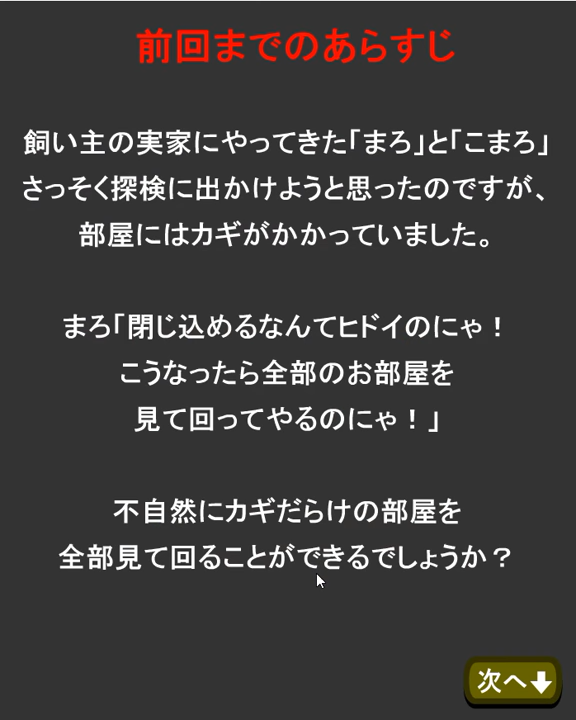 前回までのあらすじ
飼い主の実家にやってきた「まろ」と「こまろ」
さっそく探検に出かけようと思ったのですが、
部屋にはカギがかかっていました。
まろ「閉じ込めるなんてヒドイのにゃ！
こうなったら全部のお部屋を
見て回ってやるのにゃ！」
不自然にカギだらけの部屋を
全部見て回ることができるでしょうか？
次へ↓